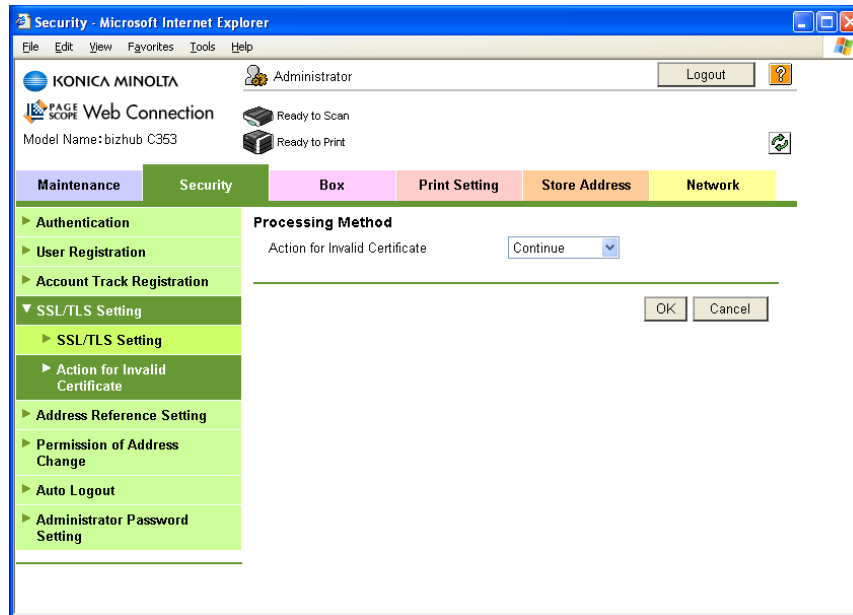 Security - Microsoft Internet Explorer
File Edit View Favorites Tools Help
KONICA MINOLTA
Administrator
Logout
?
PAGE SCOPE Web Connection
Ready to Scan
Model Name:bizhub C353
Ready to Print
Maintenance Security Box Print Setting Store Address Network
Authentication
User Registration
Account Track Registration
SSL/TLS Setting
SSL/TLS Setting
Action for Invalid
Certificate
Address Reference Setting
Permission of Address
Change
Auto Logout
Administrator Password
Setting
Processing Method
Action for Invalid Certificate Continue
OK Cancel